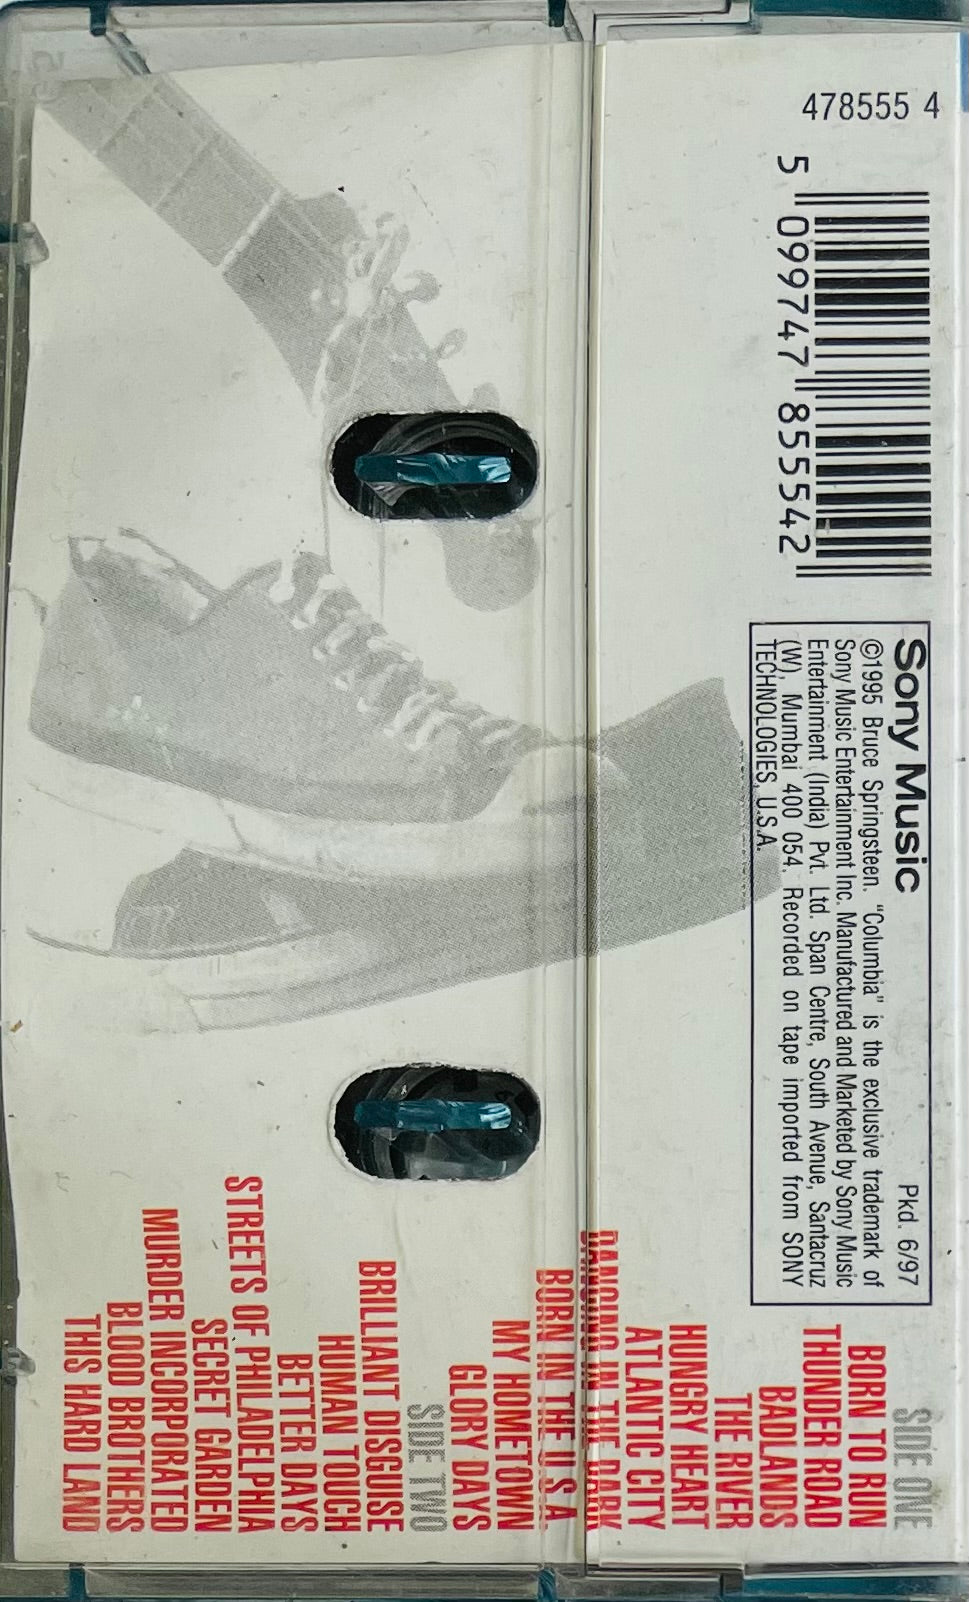 478555 4
5 099747 855542
Sony Music Pkd. 6/97
©1995 Bruce Springsteen. "Columbia" is the exclusive trademark of
Sony Music Entertainment Inc. Manufactured and Marketed by Sony Music
Entertainment (India) Pvt. Ltd. Span Centre, South Avenue, Santacruz
(W), Mumbai 400 054. Recorded on tape imported from SONY
TECHNOLOGIES, U.S.A.
SIDE ONE
BORN TO RUN
THUNDER ROAD
BADLANDS
THE RIVER
HUNGRY HEART
ATLANTIC CITY
DANCING IN THE DARK
BORN IN THE U S A
MY HOMETOWN
GLORY DAYS
SIDE TWO
BRILLIANT DISGUISE
HUMAN TOUCH
BETTER DAYS
STREETS OF PHILADELPHIA
SECRET GARDEN
MURDER INCORPORATED
BLOOD BROTHERS
THIS HARD LAND